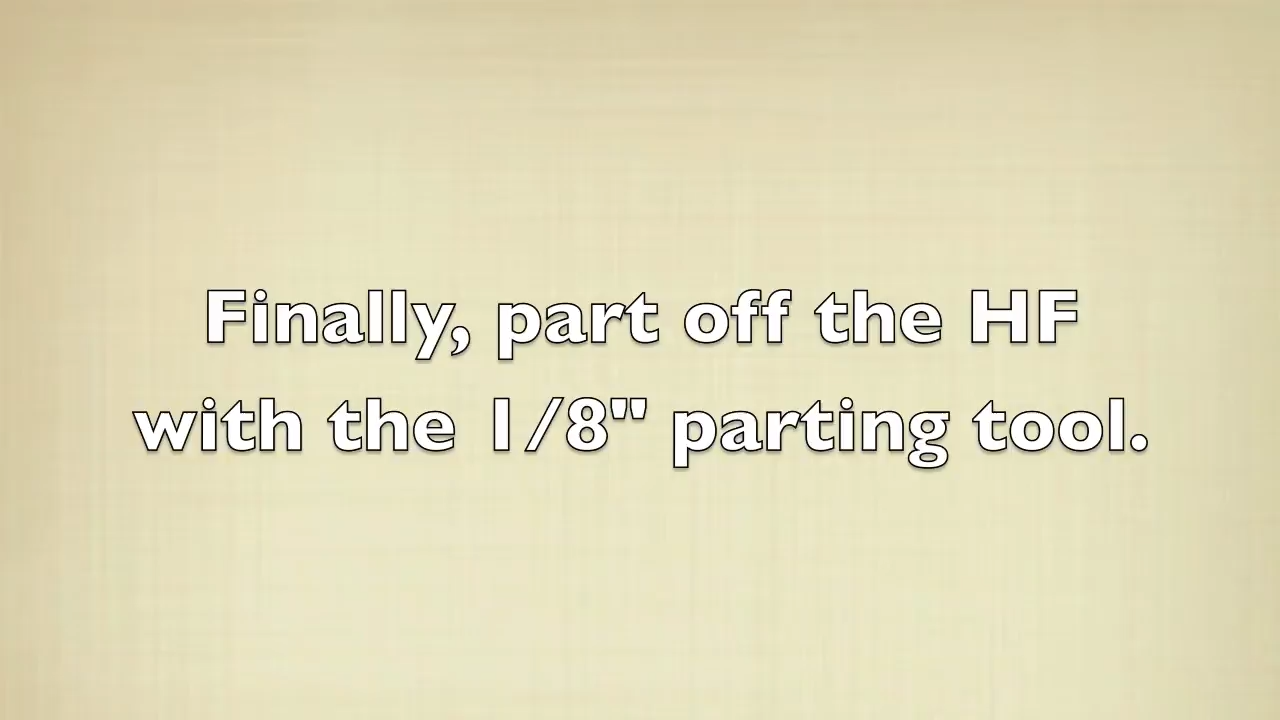 Finally, part off the HF
with the 1/8" parting tool.